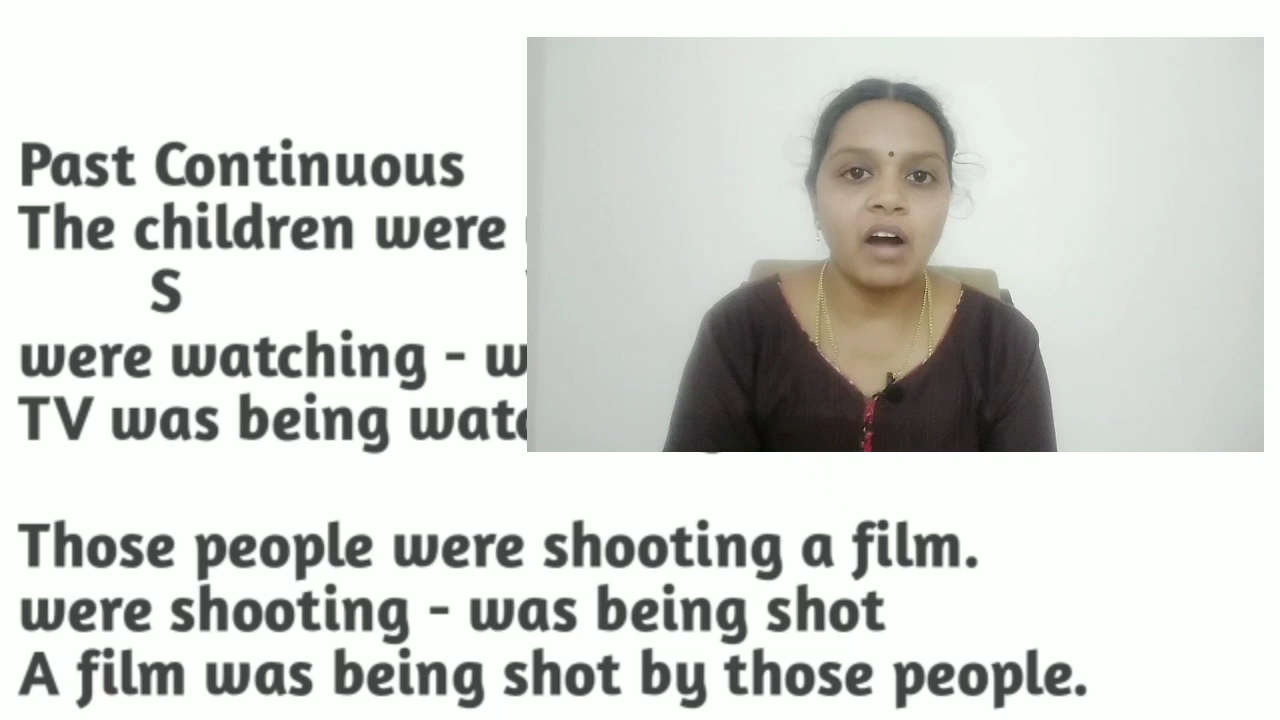 Past Continuous
The children were
S
were watching - w
TV was being watc
Those people were shooting a film.
were shooting - was being shot
A film was being shot by those people.